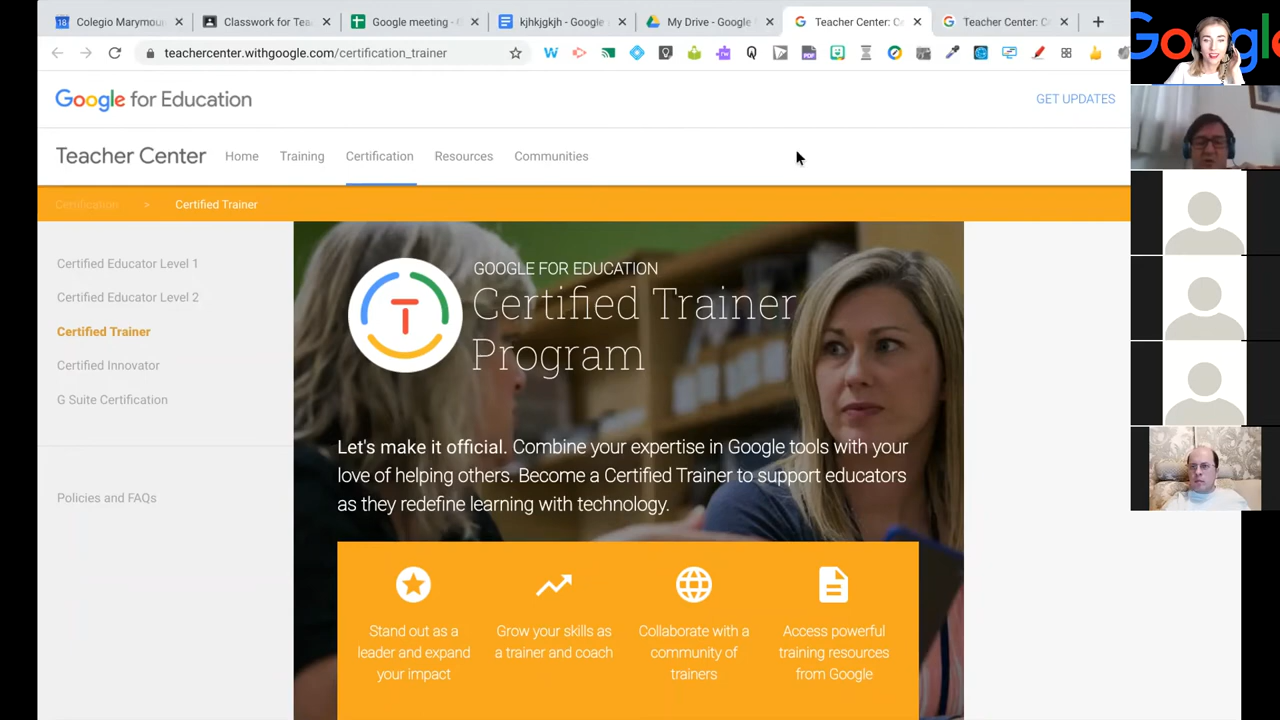 18 Colegio Marymou
Classwork for Tea
Google meeting - G
kjhkjgkjh - Google
My Drive - Google
Teacher Center: Ce
Teacher Center: C
teachercenter.withgoogle.com/certification_trainer
Google for Education
GET UPDATES
Teacher Center
Home
Training
Certification
Resources
Communities
Certification > Certified Trainer
Certified Educator Level 1
Certified Educator Level 2
Certified Trainer
Certified Innovator
G Suite Certification
Policies and FAQs
T
GOOGLE FOR EDUCATION
Certified Trainer
Program
Let's make it official. Combine your expertise in Google tools with your
love of helping others. Become a Certified Trainer to support educators
as they redefine learning with technology.
Stand out as a
leader and expand
your impact
Grow your skills as
a trainer and coach
Collaborate with a
community of
trainers
Access powerful
training resources
from Google